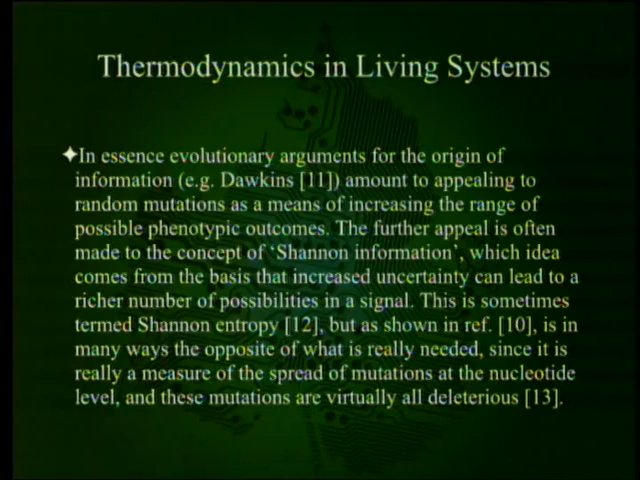 Thermodynamics in Living Systems
✦In essence evolutionary arguments for the origin of
information (e.g. Dawkins [11]) amount to appealing to
random mutations as a means of increasing the range of
possible phenotypic outcomes. The further appeal is often
made to the concept of ‘Shannon information’, which idea
comes from the basis that increased uncertainty can lead to a
richer number of possibilities in a signal. This is sometimes
termed Shannon entropy [12], but as shown in ref. [10], is in
many ways the opposite of what is really needed, since it is
really a measure of the spread of mutations at the nucleotide
level, and these mutations are virtually all deleterious [13].